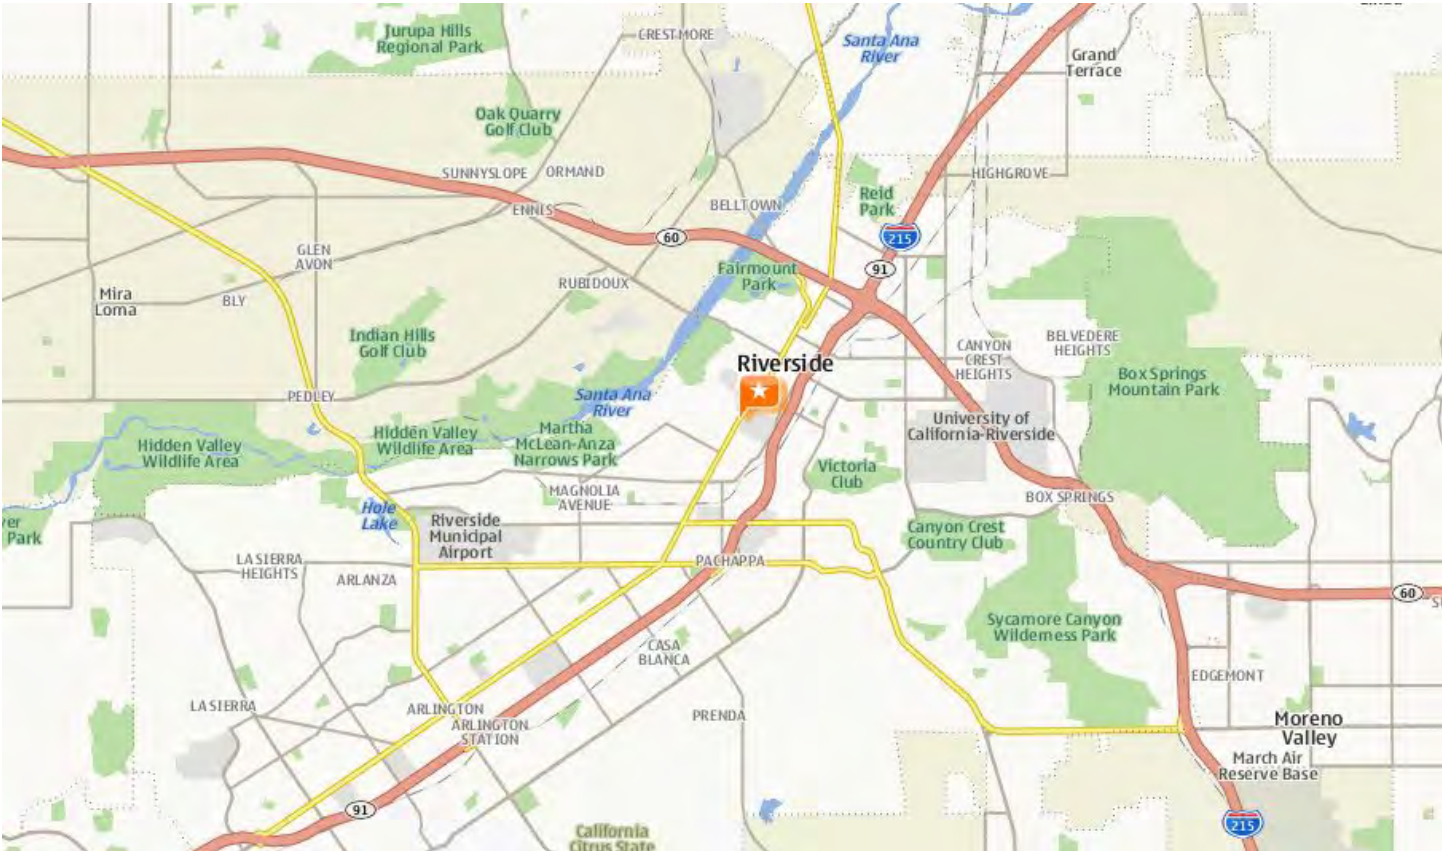 Jurupa Hills
Regional Park
CRESTMORE
Santa Ana
River
Grand
Terrace
Oak Quarry
Golf Club
SUNNYSLOPE
ORMAND
HIGHGROVE
Reid
Park
BELLTOWN
ENNIS
60
215
GLEN
AVON
91
Fairmount
Park
RUBIDOUX
Mira
Loma
BLY
Indian Hills
Golf Club
CANYON
CREST
HEIGHTS
BELVEDERE
HEIGHTS
Riverside
Box Springs
Mountain Park
PEDLEY
Santa Ana
River
University of
California-Riverside
Hidden Valley
Wildlife Area
Hidden Valley
Wildlife Area
Martha
McLean-Anza
Narrows Park
Victoria
Club
MAGNOLIA
AVENUE
BOX SPRINGS
Hole
Lake
ver
Park
Riverside
Municipal
Airport
Canyon Crest
Country Club
LA SIERRA
HEIGHTS
ARLANZA
PACHAPPA
60
Sycamore Canyon
Wilderness Park
CASA
BLANCA
EDGEMONT
LA SIERRA
ARLINGTON
ARLINGTON
STATION
PRENDA
Moreno
Valley
March Air
Reserve Base
91
215
California
Citrus State